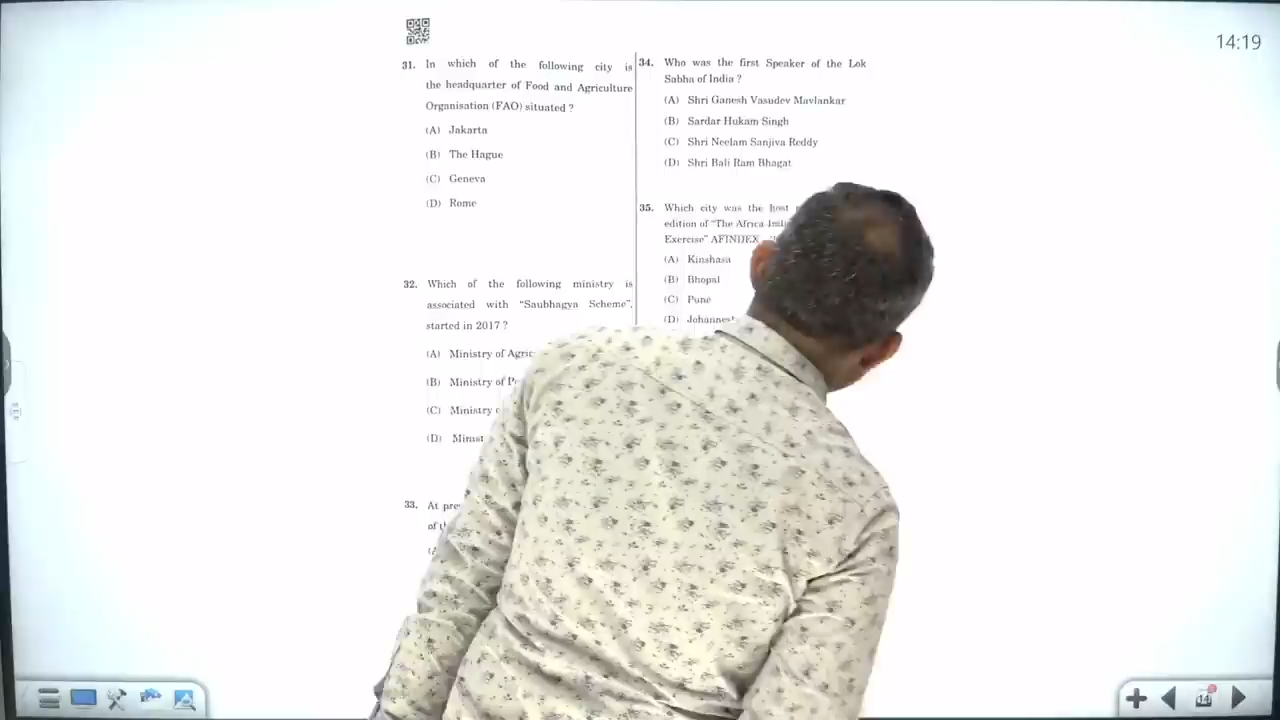 14:19
31. In which of the following city is
the headquarter of Food and Agriculture
Organisation (FAO) situated ?
(A) Jakarta
(B) The Hague
(C) Geneva
(D) Rome
32. Which of the following ministry is
associated with "Saubhagya Scheme",
started in 2017 ?
(A) Ministry of
(B) Ministry of
(C) Ministry
(D)
33. At
34. Who was the first Speaker of the Lok
Sabha of India ?
(A) Shri Ganesh Vasudev Mavlankar
(B) Sardar Hukam Singh
(C) Shri Neelam Sanjiva Reddy
(D) Shri Bali Ram Bhagat
35. Which city was the host
edition of "The Africa
Exercise" AFINDEX
(A) Kinshasa
(B) Bhopal
(C) Pune
(D)